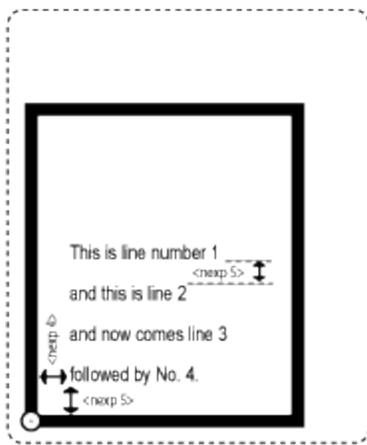 This is line number 1
<nexp 5>
and this is line 2
and now comes line 3
<nexp 4>
followed by No. 4.
<nexp 5>